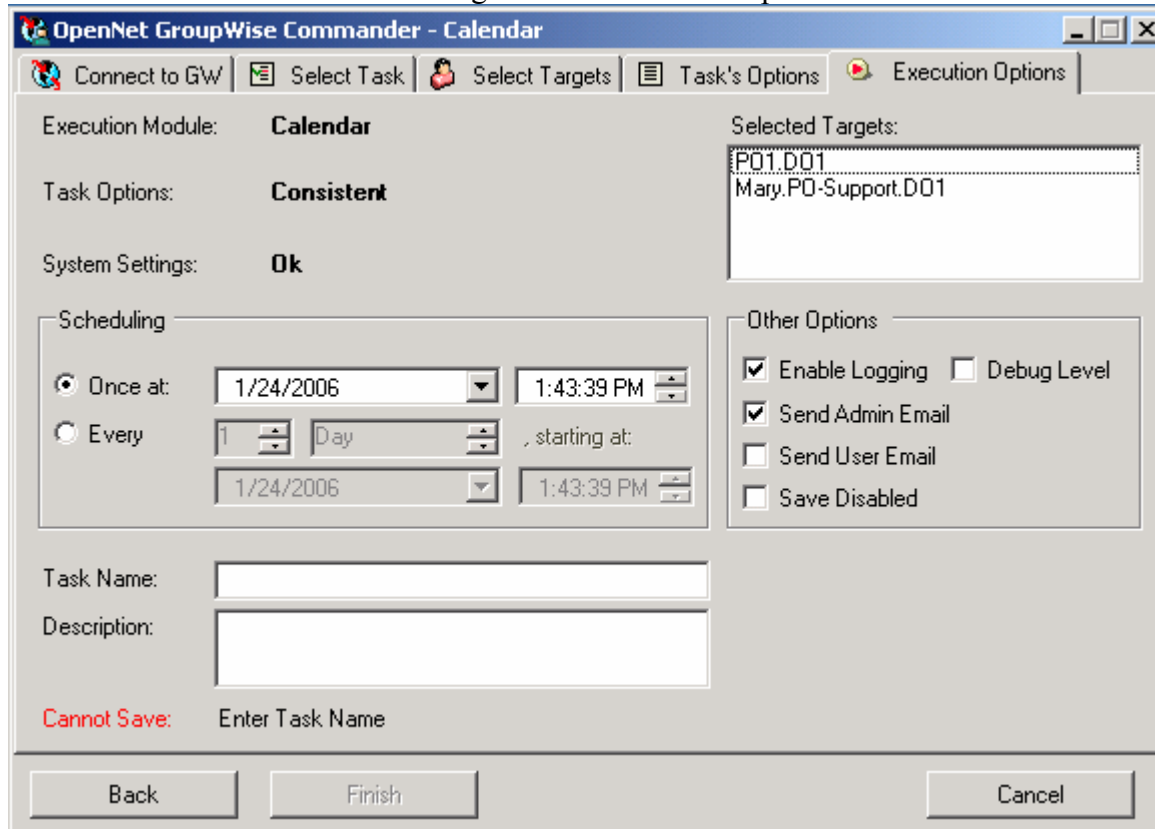 OpenNet GroupWise Commander - Calendar
Connect to GW Select Task Select Targets Task's Options Execution Options
Execution Module: Calendar
Selected Targets:
PO1.DO1
Mary.PO-Support.DO1
Task Options: Consistent
System Settings: Ok
Scheduling
Once at: 1/24/2006 1:43:39 PM
Every 1 Day , starting at:
1/24/2006 1:43:39 PM
Other Options
Enable Logging Debug Level
Send Admin Email
Send User Email
Save Disabled
Task Name:
Description:
Cannot Save: Enter Task Name
Back Finish Cancel